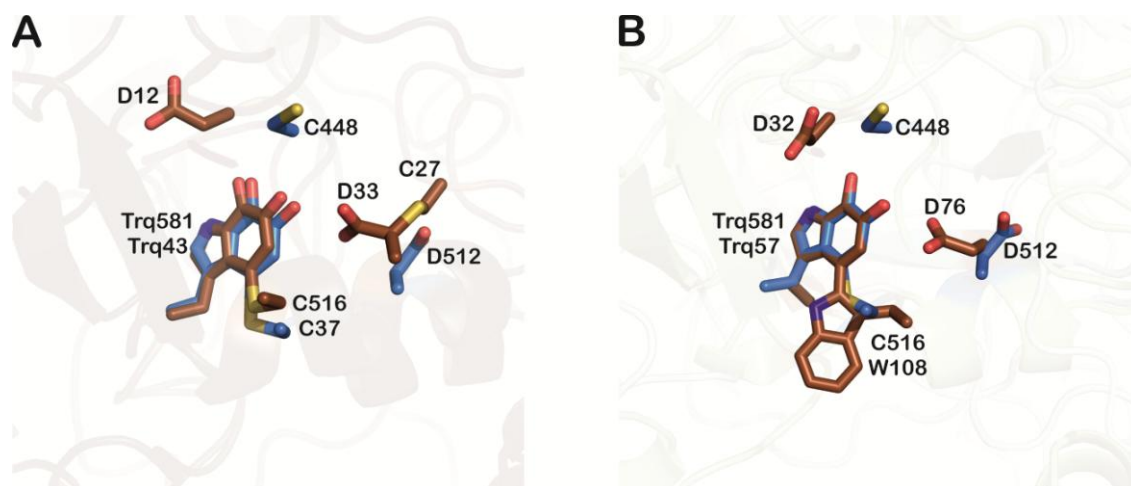 A
D12
C448
C27
D33
Trq581
Trq43
D512
C516
C37
B
D32
C448
D76
Trq581
Trq57
D512
C516
W108